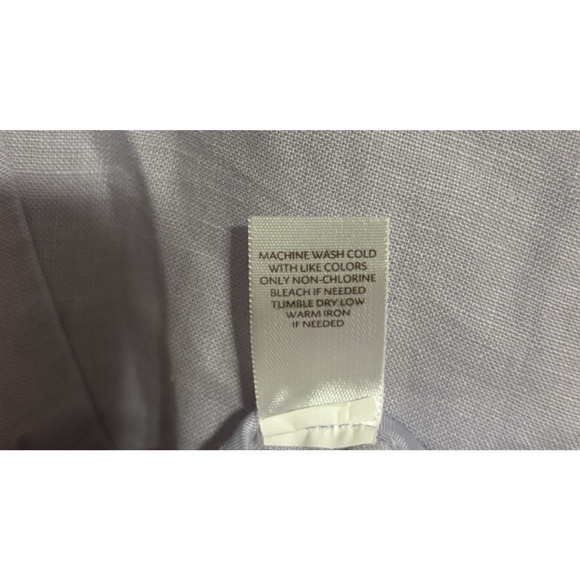 MACHINE WASH COLD
WITH LIKE COLORS
ONLY NON-CHLORINE
BLEACH IF NEEDED
TUMBLE DRY LOW
WARM IRON
IF NEEDED